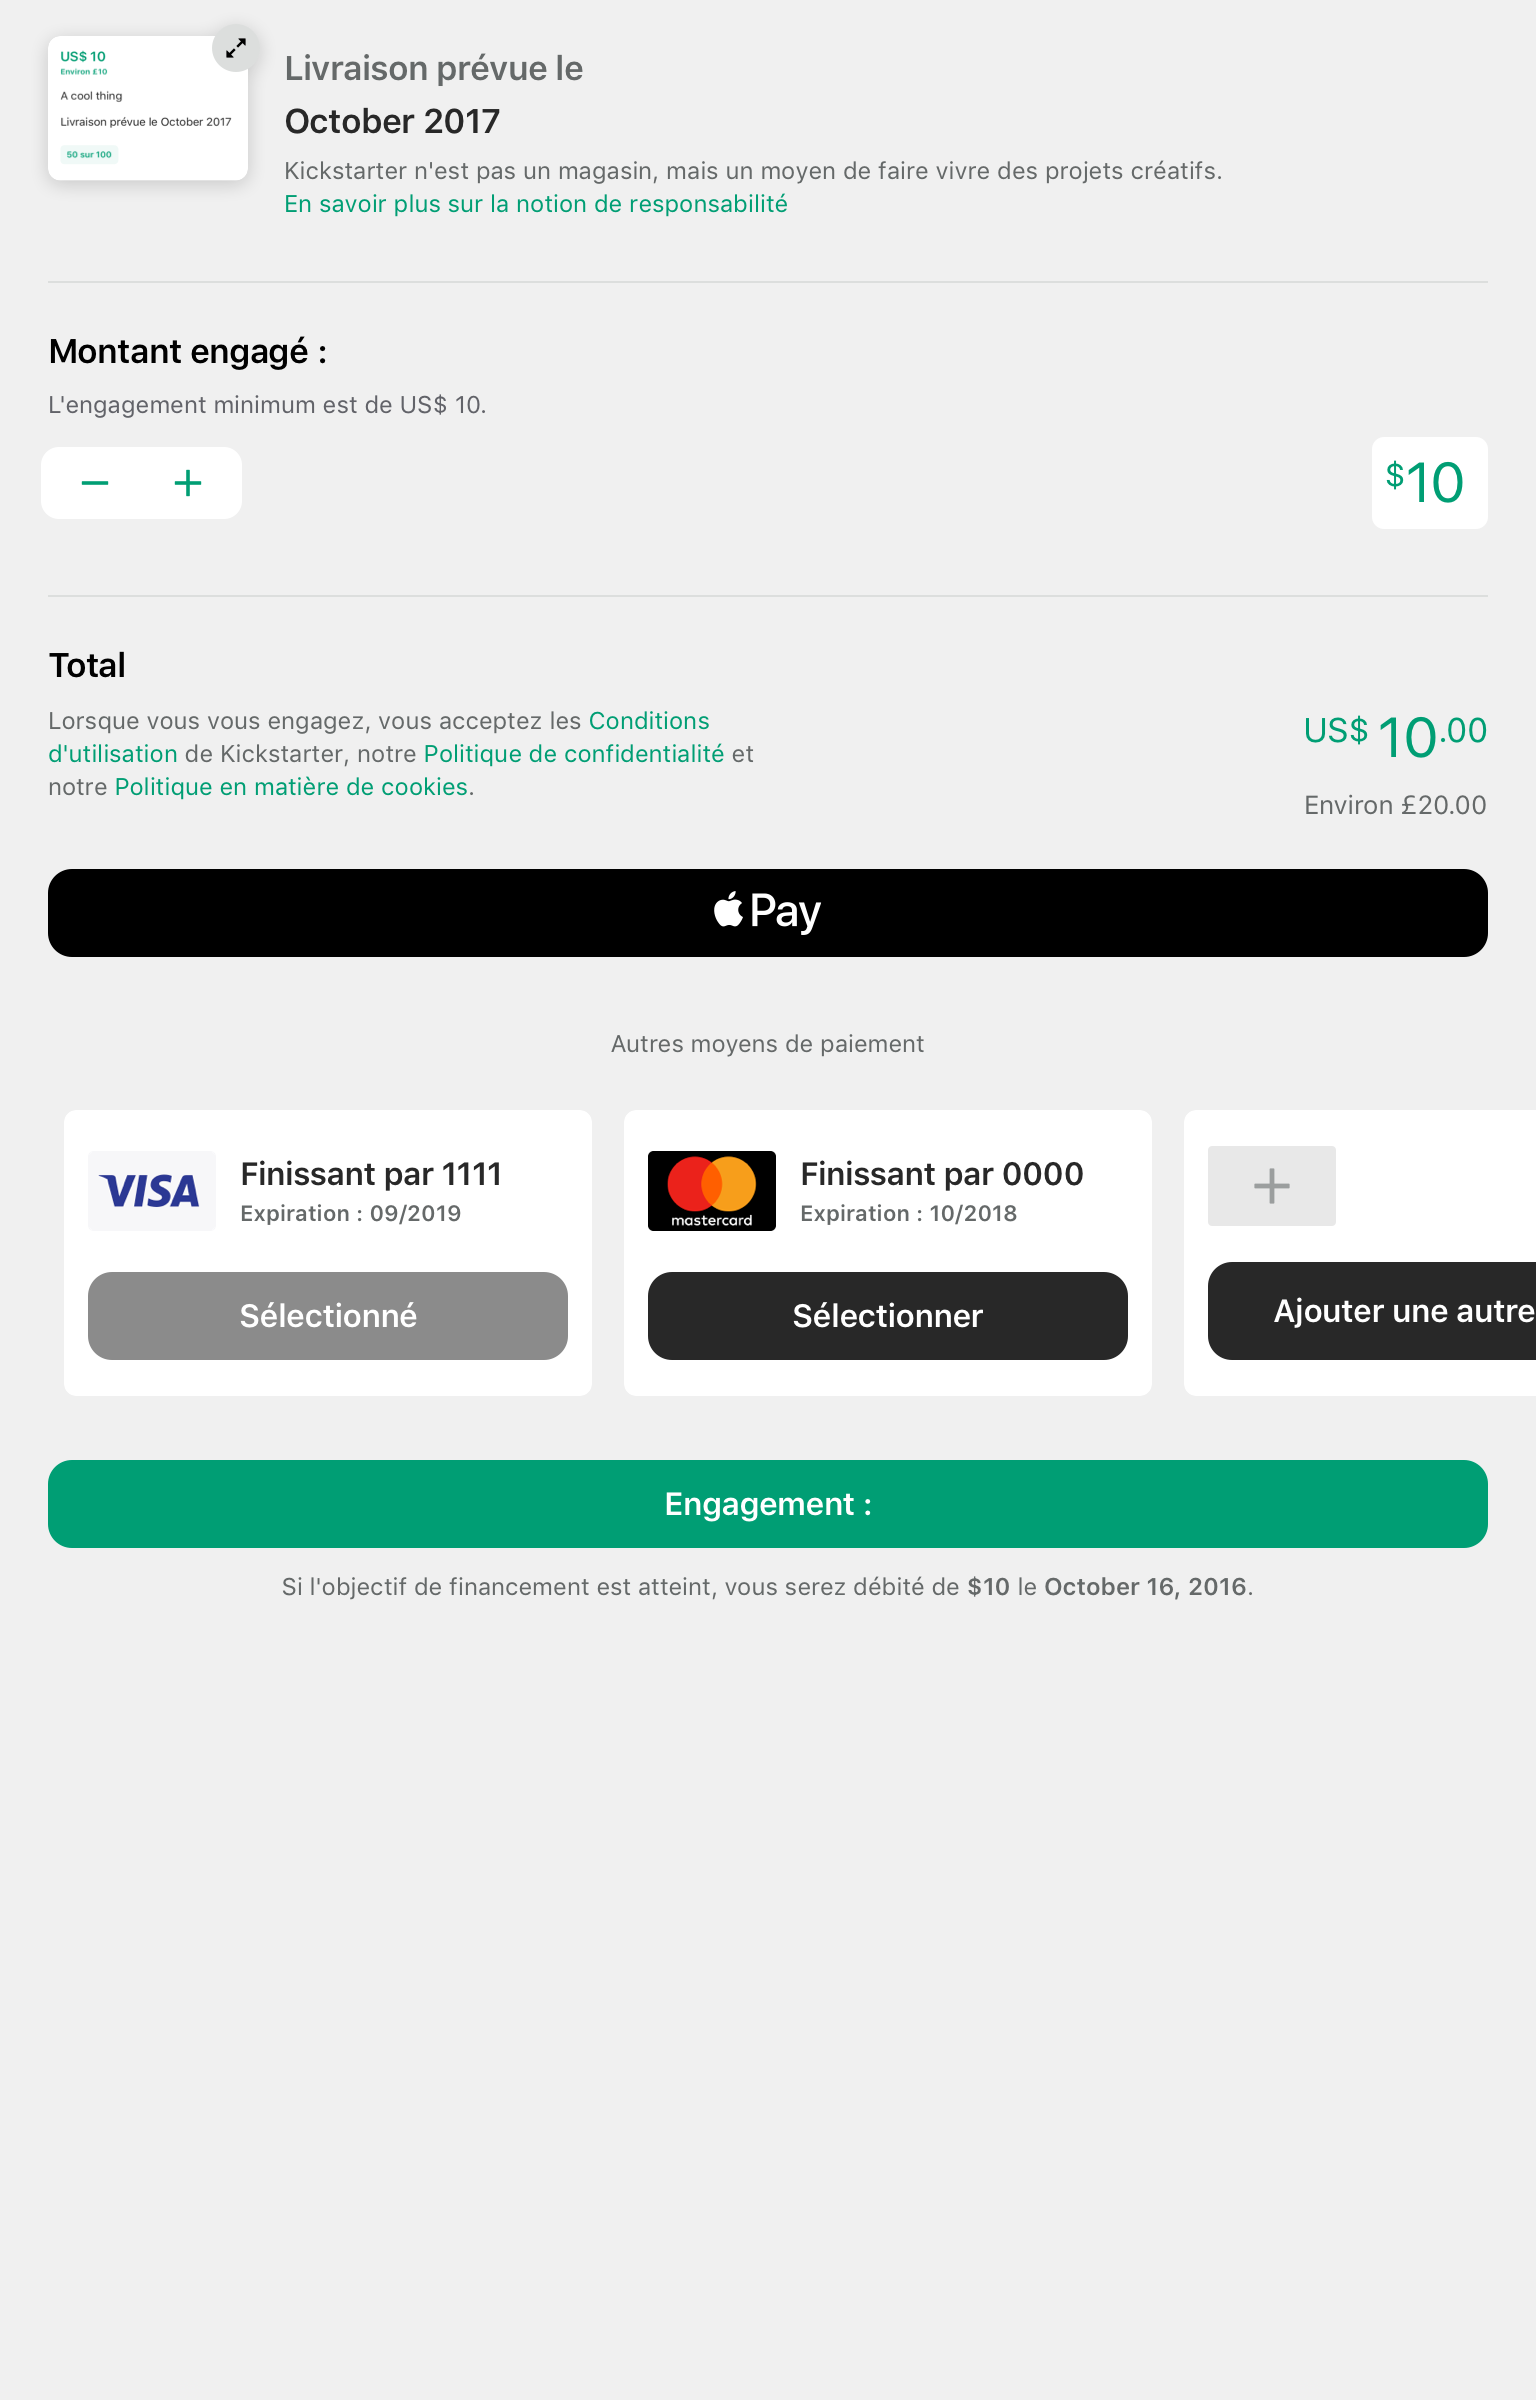 US$ 10
Environ £10
A cool thing
Livraison prévue le October 2017
50 sur 100
Livraison prévue le
October 2017
Kickstarter n'est pas un magasin, mais un moyen de faire vivre des projets créatifs.
En savoir plus sur la notion de responsabilité
Montant engagé :
L'engagement minimum est de US$ 10.
$10
Total
Lorsque vous vous engagez, vous acceptez les Conditions
d'utilisation de Kickstarter, notre Politique de confidentialité et
notre Politique en matière de cookies.
US$ 10.00
Environ £20.00
Pay
Autres moyens de paiement
VISA
Finissant par 1111
Expiration : 09/2019
Sélectionné
mastercard
Finissant par 0000
Expiration : 10/2018
Sélectionner
Ajouter une autre
Engagement :
Si l'objectif de financement est atteint, vous serez débité de $10 le October 16, 2016.